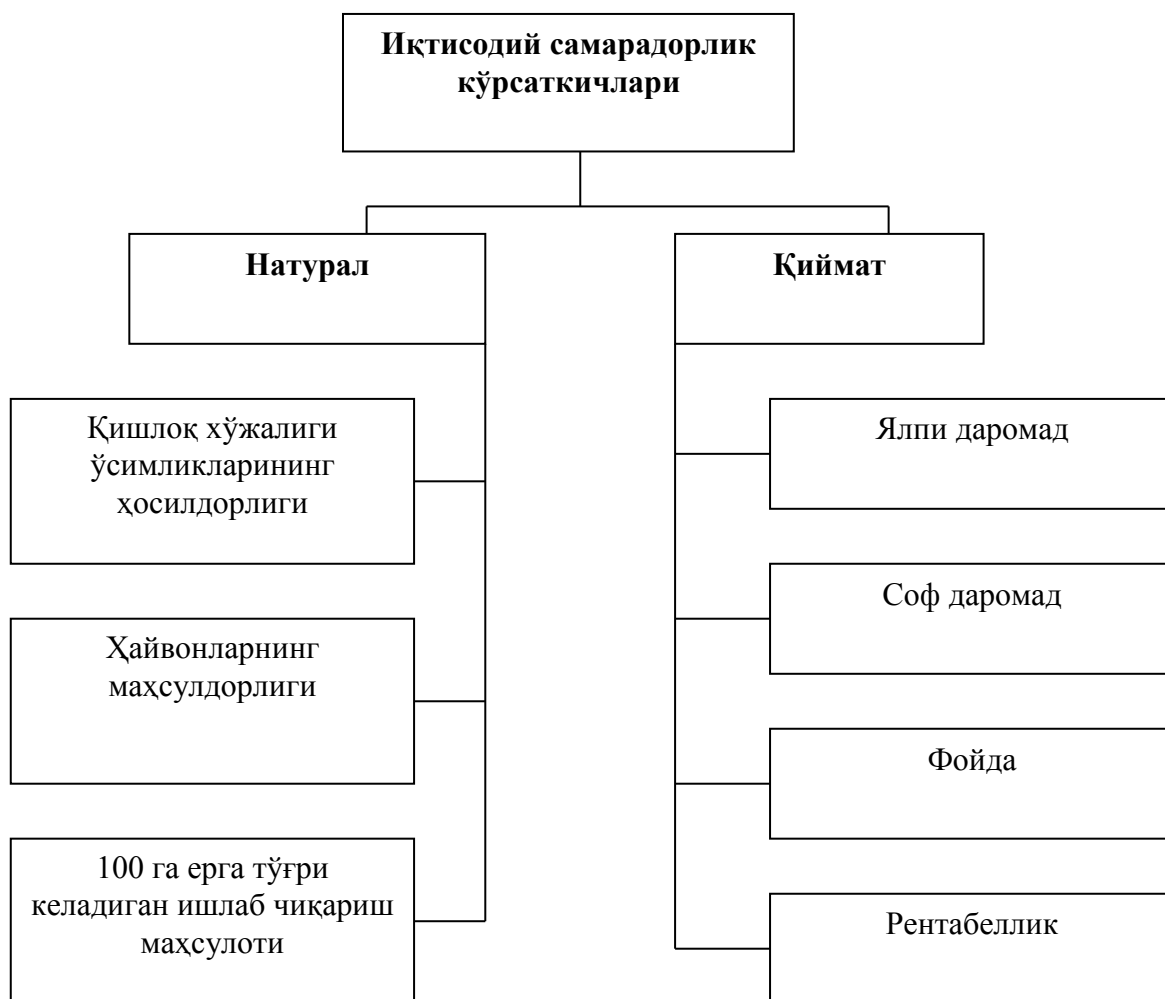 Иқтисодий самарадорлик
кўрсаткичлари
Натурал
Қиймат
Қишлоқ хўжалиги
ўсимликларининг
ҳосилдорлиги
Ҳайвонларнинг
маҳсулдорлиги
100 га ерга тўғри
келадиган ишлаб чиқариш
маҳсулоти
Ялпи даромад
Соф даромад
Фойда
Рентабеллик